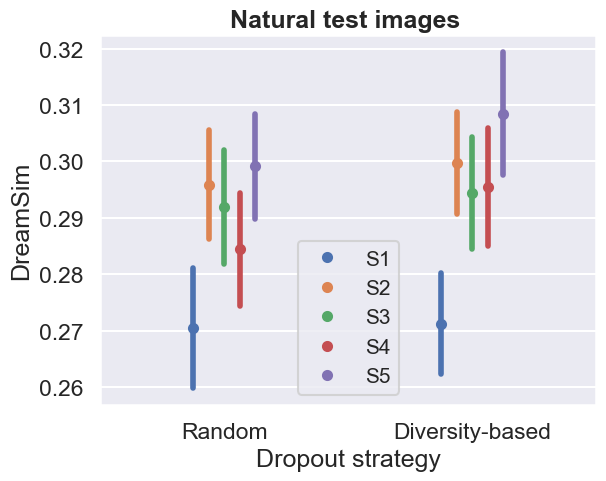 Natural test images
DreamSim
0.32
0.31
0.30
0.29
0.28
0.27
0.26
S1
S2
S3
S4
S5
Random
Diversity-based
Dropout strategy